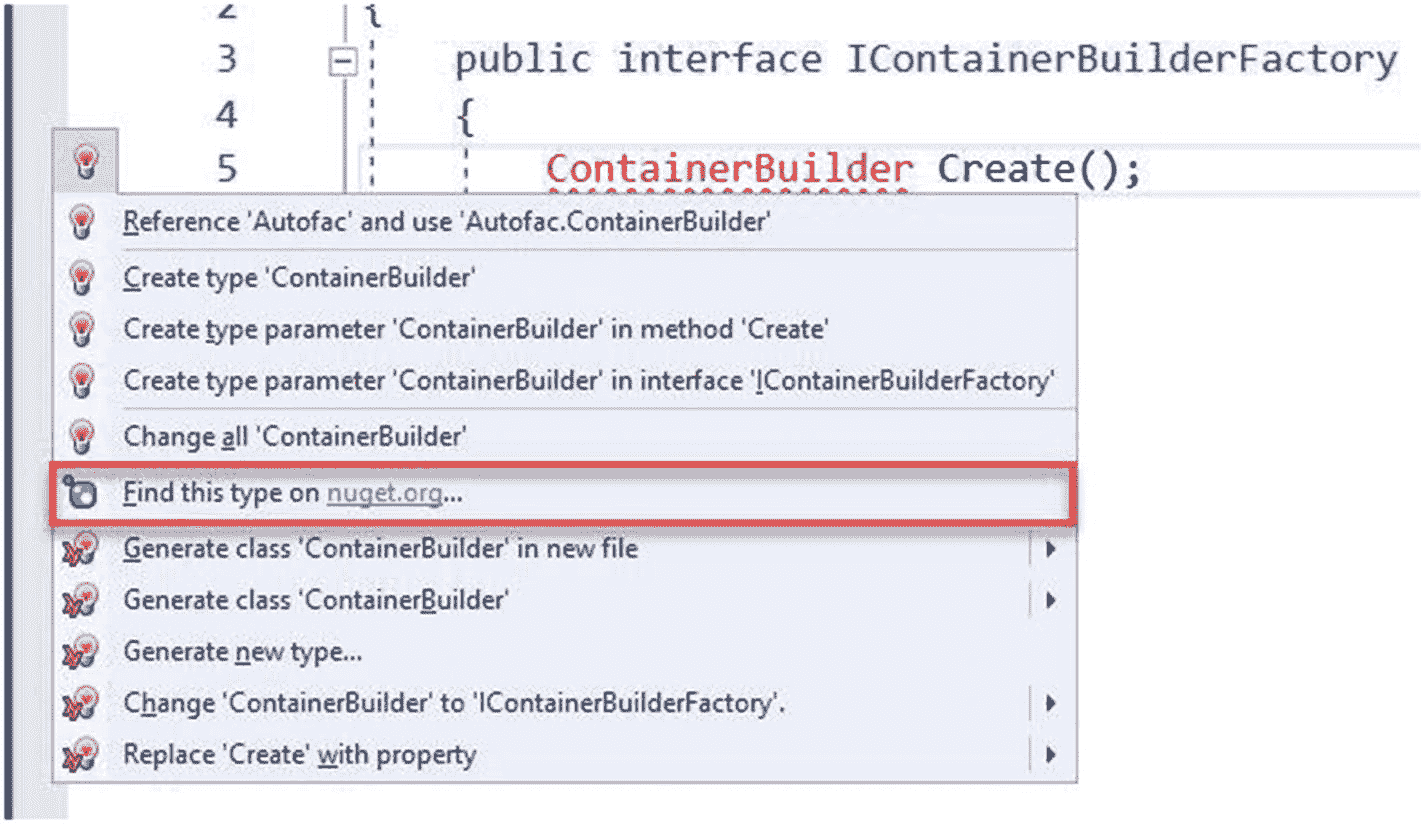 2 {
3 public interface IContainerBuilderFactory
4 {
5 ContainerBuilder Create();
Reference 'Autofac' and use 'Autofac.ContainerBuilder'
Create type 'ContainerBuilder'
Create type parameter 'ContainerBuilder' in method 'Create'
Create type parameter 'ContainerBuilder' in interface 'IContainerBuilderFactory'
Change all 'ContainerBuilder'
Find this type on nuget.org...
Generate class 'ContainerBuilder' in new file
Generate class 'ContainerBuilder'
Generate new type...
Change 'ContainerBuilder' to 'IContainerBuilderFactory'.
Replace 'Create' with property